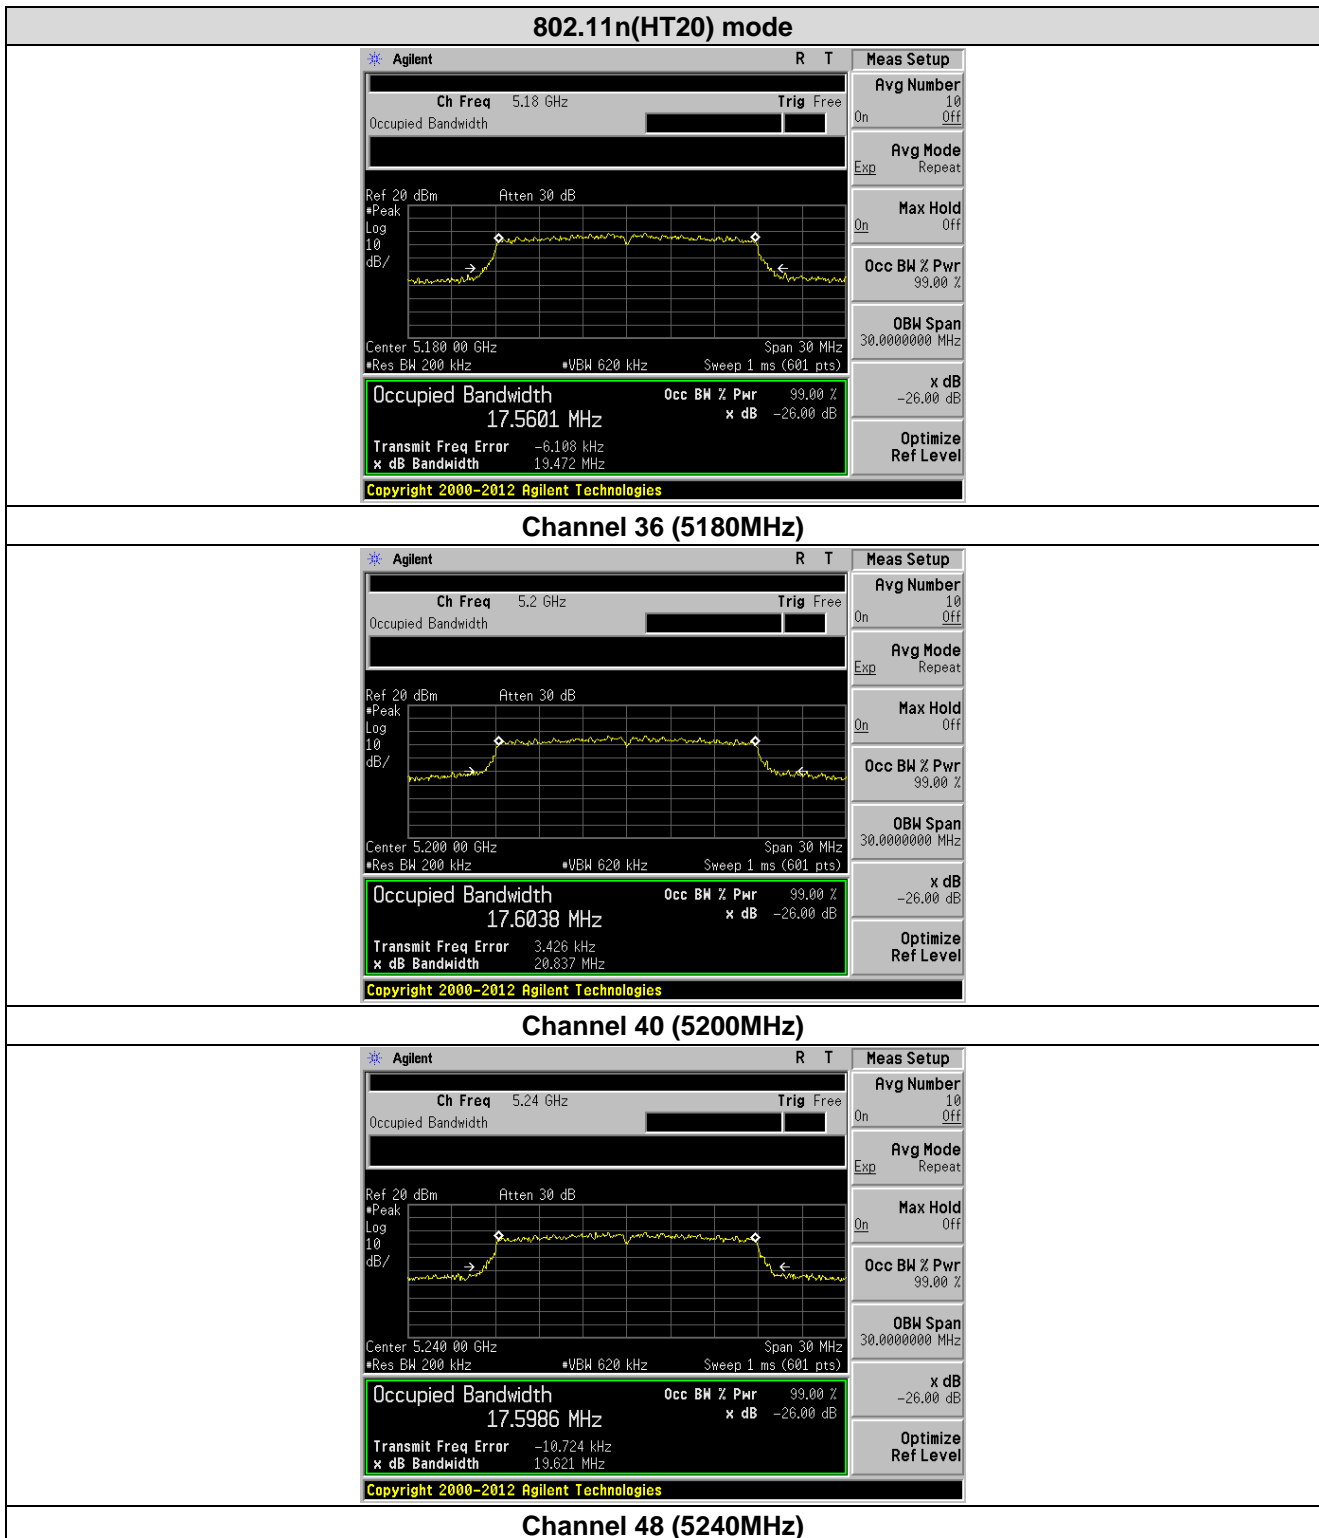 802.11n(HT20) mode
Agilent R T Meas Setup
Avg Number
10
On Off
Ch Freq 5.18 GHz Trig Free
Occupied Bandwidth
Avg Mode
Exp Repeat
Ref 20 dBm Atten 30 dB
#Peak
Log
10
dB/
Max Hold
On Off
Occ BW % Pwr
99.00 %
OBW Span
30.0000000 MHz
Center 5.180 00 GHz Span 30 MHz
#Res BW 200 kHz #VBW 620 kHz Sweep 1 ms (601 pts)
x dB
-26.00 dB
Occupied Bandwidth Occ BW % Pwr 99.00 %
17.5601 MHz x dB -26.00 dB
Optimize
Ref Level
Transmit Freq Error -6.108 kHz
x dB Bandwidth 19.472 MHz
Copyright 2000-2012 Agilent Technologies
Channel 36 (5180MHz)
Agilent R T Meas Setup
Avg Number
10
On Off
Ch Freq 5.2 GHz Trig Free
Occupied Bandwidth
Avg Mode
Exp Repeat
Ref 20 dBm Atten 30 dB
#Peak
Log
10
dB/
Max Hold
On Off
Occ BW % Pwr
99.00 %
OBW Span
30.0000000 MHz
Center 5.200 00 GHz Span 30 MHz
#Res BW 200 kHz #VBW 620 kHz Sweep 1 ms (601 pts)
x dB
-26.00 dB
Occupied Bandwidth Occ BW % Pwr 99.00 %
17.6038 MHz x dB -26.00 dB
Optimize
Ref Level
Transmit Freq Error 3.426 kHz
x dB Bandwidth 20.837 MHz
Copyright 2000-2012 Agilent Technologies
Channel 40 (5200MHz)
Agilent R T Meas Setup
Avg Number
10
On Off
Ch Freq 5.24 GHz Trig Free
Occupied Bandwidth
Avg Mode
Exp Repeat
Ref 20 dBm Atten 30 dB
#Peak
Log
10
dB/
Max Hold
On Off
Occ BW % Pwr
99.00 %
OBW Span
30.0000000 MHz
Center 5.240 00 GHz Span 30 MHz
#Res BW 200 kHz #VBW 620 kHz Sweep 1 ms (601 pts)
x dB
-26.00 dB
Occupied Bandwidth Occ BW % Pwr 99.00 %
17.5986 MHz x dB -26.00 dB
Optimize
Ref Level
Transmit Freq Error -10.724 kHz
x dB Bandwidth 19.621 MHz
Copyright 2000-2012 Agilent Technologies
Channel 48 (5240MHz)